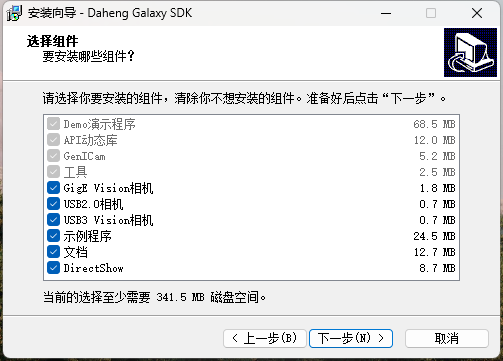 安装向导 - Daheng Galaxy SDK
选择组件
要安装哪些组件?
请选择你要安装的组件，清除你不想安装的组件。准备好后点击“下一步”。
Demo演示程序 68.5 MB
API动态库 12.0 MB
GenICam 5.2 MB
工具 2.5 MB
GigE Vision相机 1.8 MB
USB2.0相机 0.7 MB
USB3 Vision相机 0.7 MB
示例程序 24.5 MB
文档 12.7 MB
DirectShow 8.7 MB
当前的选择至少需要 341.5 MB 磁盘空间。
< 上一步(B) 下一步(N) > 取消